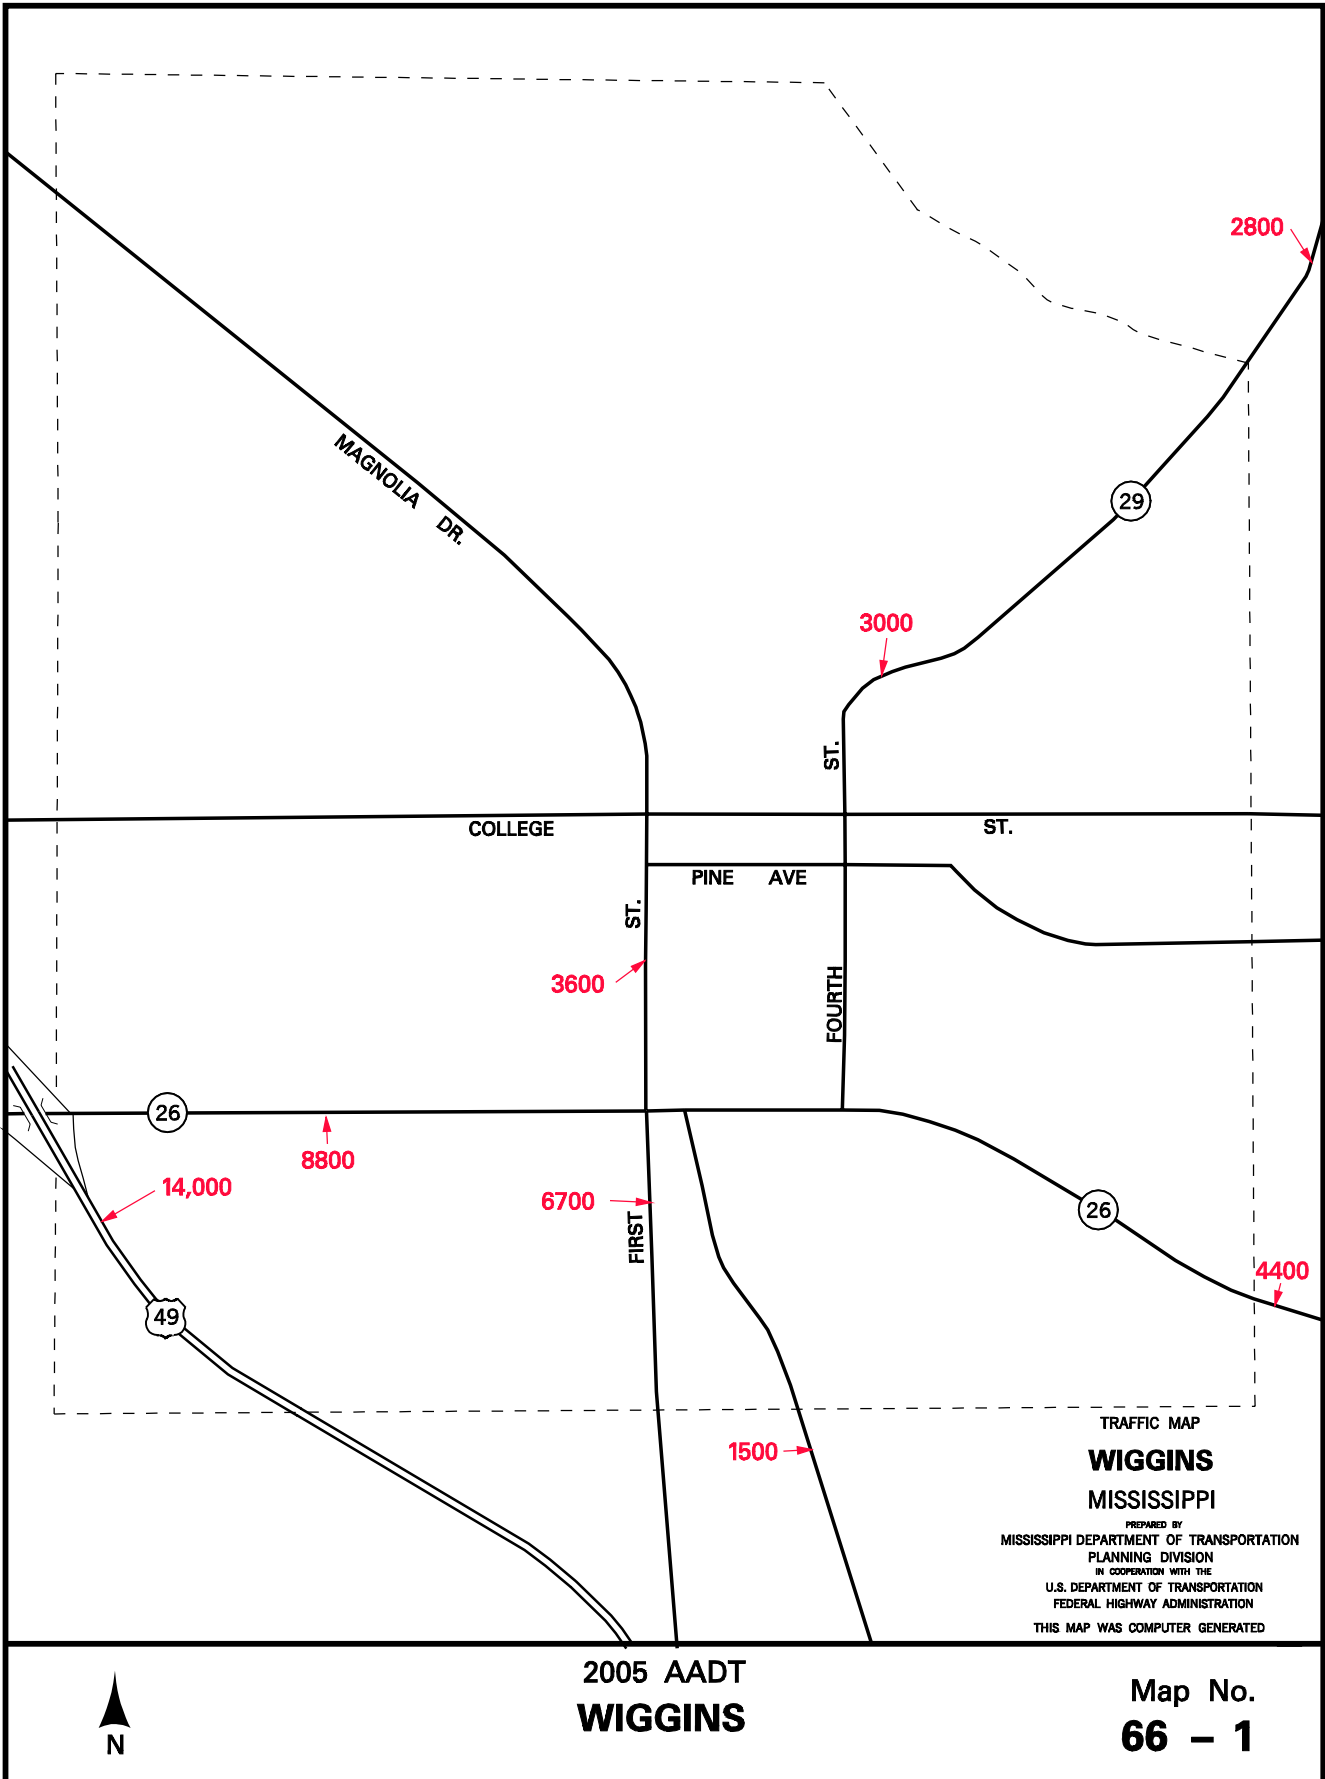 2800
MAGNOLIA DR.
29
3000
ST.
COLLEGE ST.
PINE AVE
ST.
3600
FOURTH
26
8800
14,000
6700
FIRST
26
4400
49
1500
TRAFFIC MAP
WIGGINS
MISSISSIPPI
PREPARED BY
MISSISSIPPI DEPARTMENT OF TRANSPORTATION
PLANNING DIVISION
IN COOPERATION WITH THE
U.S. DEPARTMENT OF TRANSPORTATION
FEDERAL HIGHWAY ADMINISTRATION
THIS MAP WAS COMPUTER GENERATED
2005 AADT
WIGGINS
N
Map No.
66 – 1